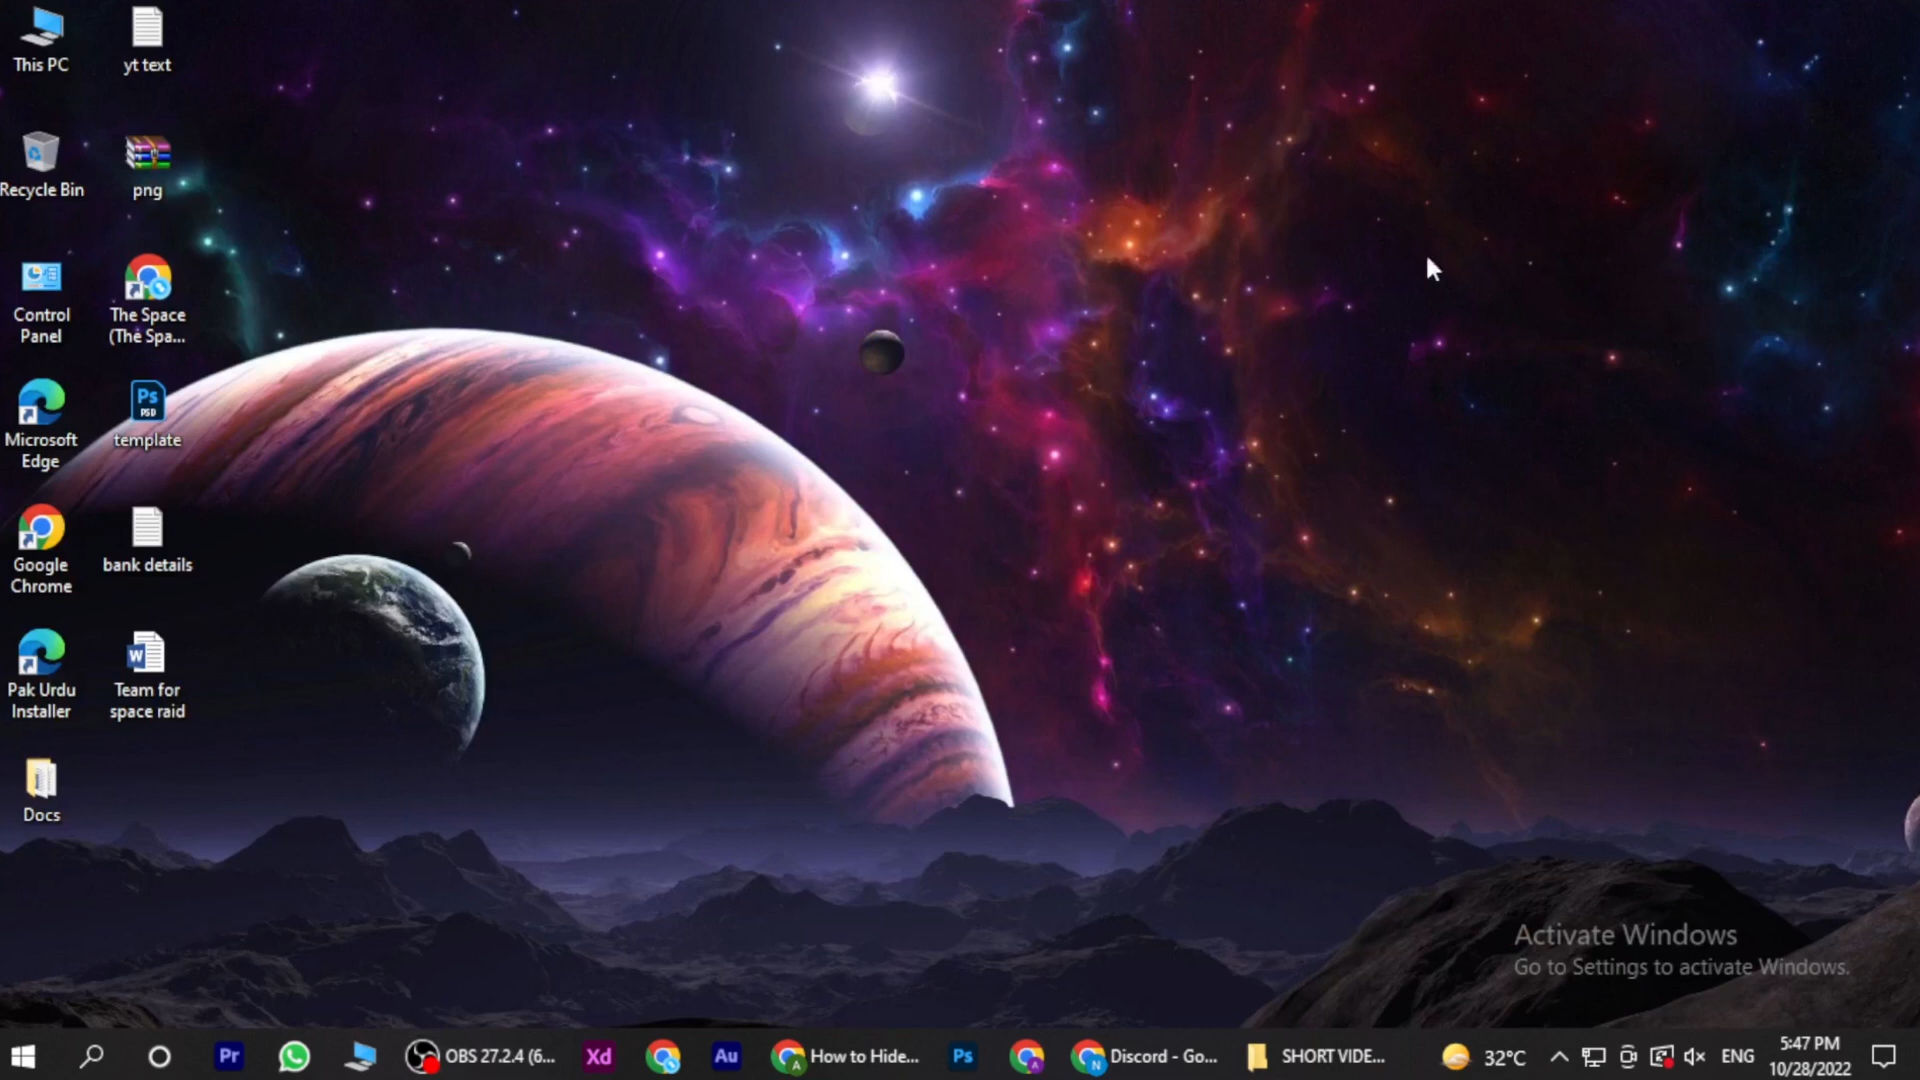 This PC
yt text
Recycle Bin
png
Control
Panel
The Space
(The Spa...
Microsoft
Edge
Ps
PSD
template
Google
Chrome
bank details
Pak Urdu
Installer
W
Team for
space raid
Docs
Activate Windows
Go to Settings to activate Windows.
Pr
OBS 27.2.4 (6...
Xd
Au
A
How to Hide...
Ps
A
N
Discord - Go...
SHORT VIDE...
32°C
ENG
5:47 PM
10/28/2022